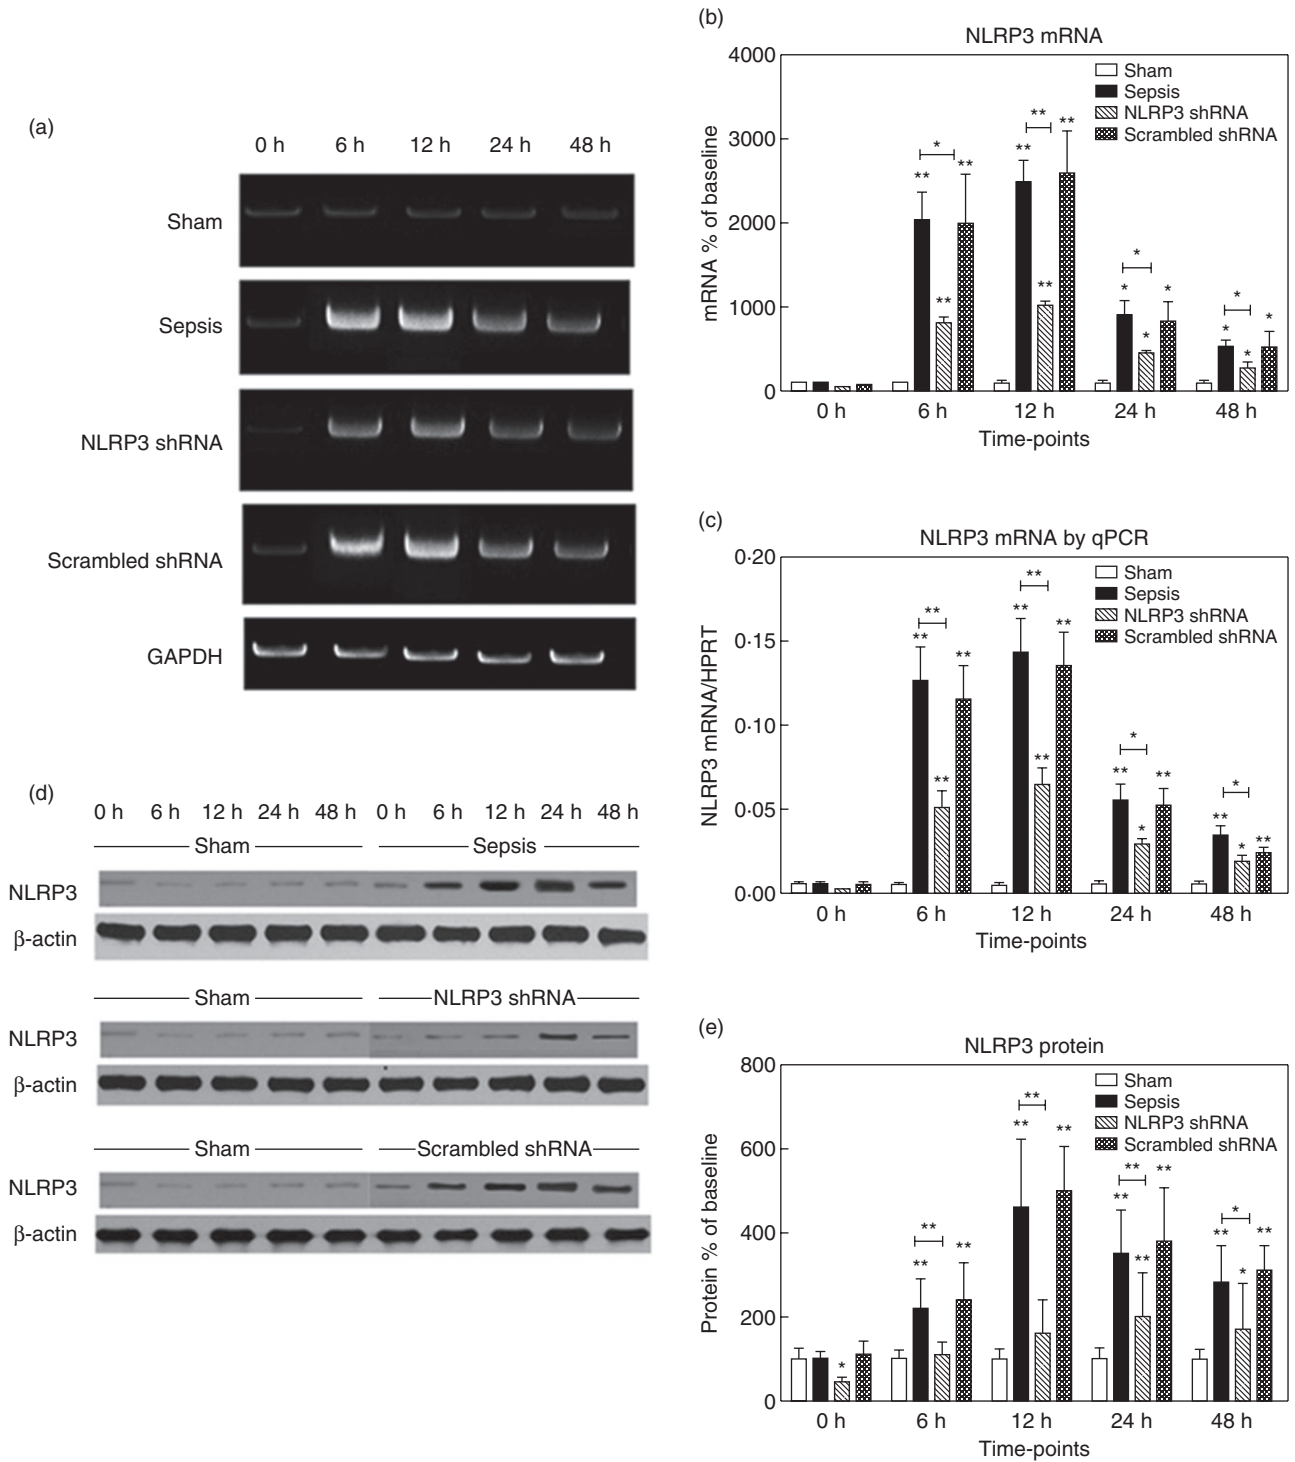 (a)
0 h 6 h 12 h 24 h 48 h
Sham
Sepsis
NLRP3 shRNA
Scrambled shRNA
GAPDH
(b)
NLRP3 mRNA
4000
3000
2000
1000
0
mRNA % of baseline
Sham
Sepsis
NLRP3 shRNA
Scrambled shRNA
** * ** ** ** ** ** ** * * * * * * * *
0 h 6 h 12 h 24 h 48 h
Time-points
(c)
NLRP3 mRNA by qPCR
0·20
0·15
0·10
0·05
0·00
NLRP3 mRNA/HPRT
Sham
Sepsis
NLRP3 shRNA
Scrambled shRNA
** ** ** ** ** ** ** ** ** * * ** ** * * **
0 h 6 h 12 h 24 h 48 h
Time-points
(d)
0 h 6 h 12 h 24 h 48 h 0 h 6 h 12 h 24 h 48 h
Sham Sepsis
NLRP3
β-actin
Sham NLRP3 shRNA
NLRP3
β-actin
Sham Scrambled shRNA
NLRP3
β-actin
(e)
NLRP3 protein
800
600
400
200
0
Protein % of baseline
Sham
Sepsis
NLRP3 shRNA
Scrambled shRNA
* ** ** ** ** ** ** ** ** ** ** ** * * **
0 h 6 h 12 h 24 h 48 h
Time-points